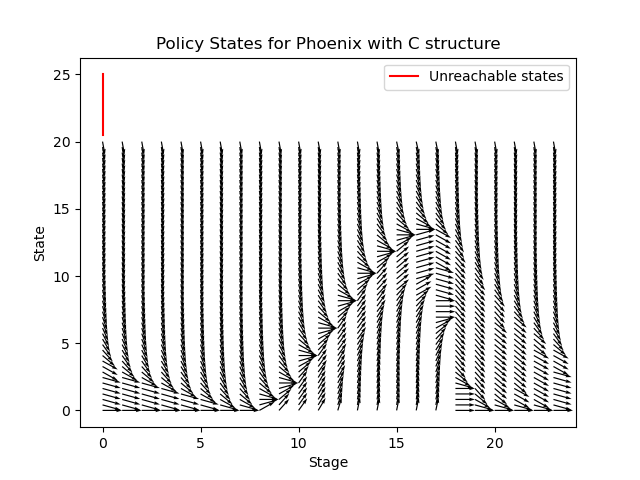 Policy States for Phoenix with C structure
Unreachable states
25
20
15
10
5
0
State
0 5 10 15 20
Stage